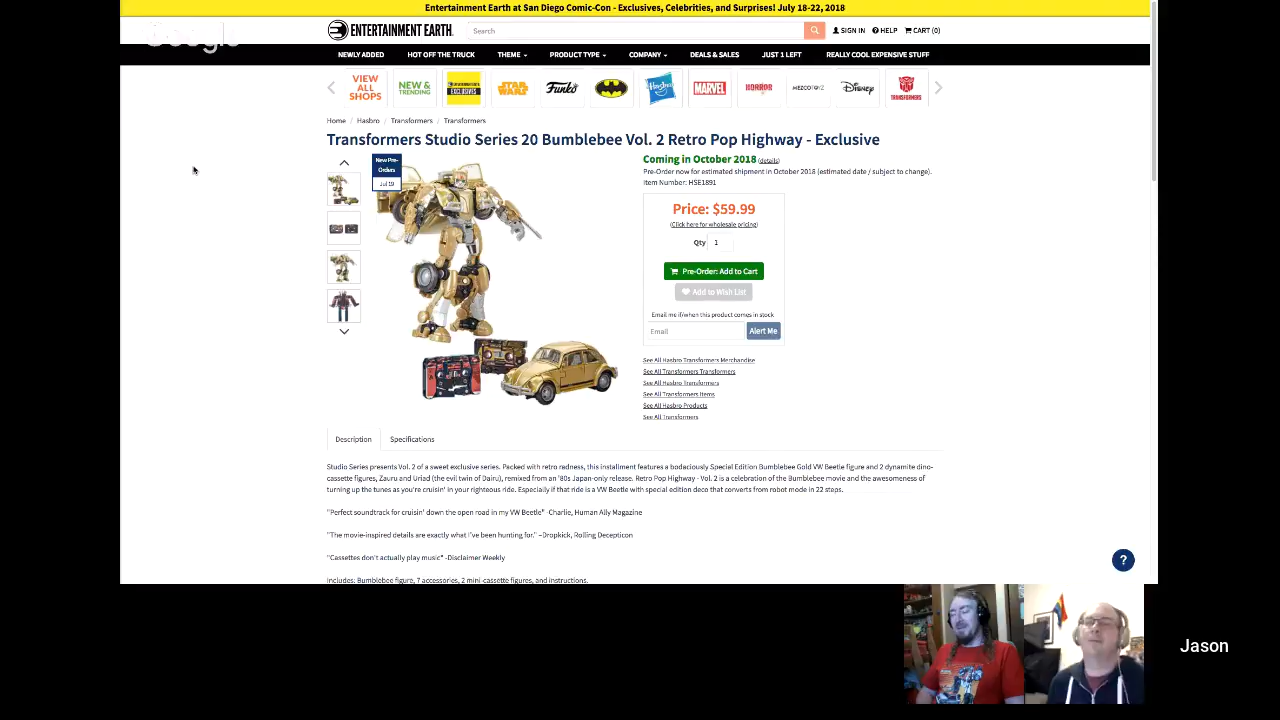 Entertainment Earth at San Diego Comic-Con - Exclusives, Celebrities, and Surprises! July 18-22, 2018
Google
ENTERTAINMENT EARTH
Search
SIGN IN
HELP
CART (0)
NEWLY ADDED
HOT OFF THE TRUCK
THEME
PRODUCT TYPE
COMPANY
DEALS & SALES
JUST 1 LEFT
REALLY COOL EXPENSIVE STUFF
VIEW
ALL
SHOPS
NEW &
TRENDING
EXCLUSIVES
STAR
WARS
Funko
Hasbro
MARVEL
HORROR
MEZCOTOYZ
Disney
TRANSFORMERS
Home / Hasbro / Transformers / Transformers
Transformers Studio Series 20 Bumblebee Vol. 2 Retro Pop Highway - Exclusive
New Pre-
Orders
Jul 19
Coming in October 2018 (details)
Pre-Order now for estimated shipment in October 2018 (estimated date / subject to change).
Item Number: HSE1891
Price: $59.99
(Click here for wholesale pricing)
Qty 1
Pre-Order: Add to Cart
Add to Wish List
Email me if/when this product comes in stock
Email
Alert Me
See All Hasbro Transformers Merchandise
See All Transformers Transformers
See All Hasbro Transformers
See All Transformers Items
See All Hasbro Products
See All Transformers
Description
Specifications
Studio Series presents Vol. 2 of a sweet exclusive series. Packed with retro radness, this installment features a bodaciously Special Edition Bumblebee Gold VW Beetle figure and 2 dynamite dino-
cassette figures, Zauru and Uriad (the evil twin of Dairu), remixed from an '80s Japan-only release. Retro Pop Highway - Vol. 2 is a celebration of the Bumblebee movie and the awesomeness of
turning up the tunes as you're cruisin' in your righteous ride. Especially if that ride is a VW Beetle with special edition deco that converts from robot mode in 22 steps.
"Perfect soundtrack for cruisin' down the open road in my VW Beetle" -Charlie, Human Ally Magazine
"The movie-inspired details are exactly what I've been hunting for." –Dropkick, Rolling Decepticon
"Cassettes don't actually play music" -Disclaimer Weekly
Includes: Bumblebee figure, 7 accessories, 2 mini-cassette figures, and instructions.
?
Jason